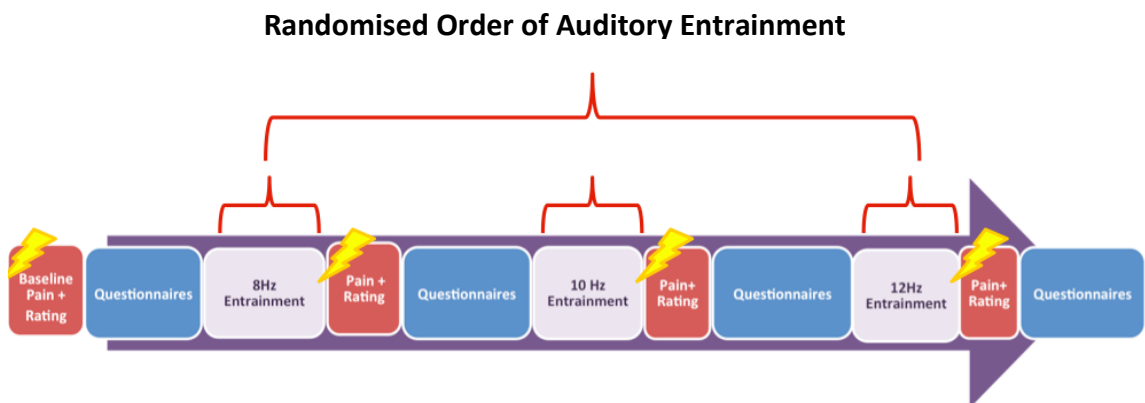 Randomised Order of Auditory Entrainment
Baseline
Pain +
Rating
Questionnaires
8Hz
Entrainment
Pain +
Rating
Questionnaires
10 Hz
Entrainment
Pain+
Rating
Questionnaires
12Hz
Entrainment
Pain+
Rating
Questionnaires